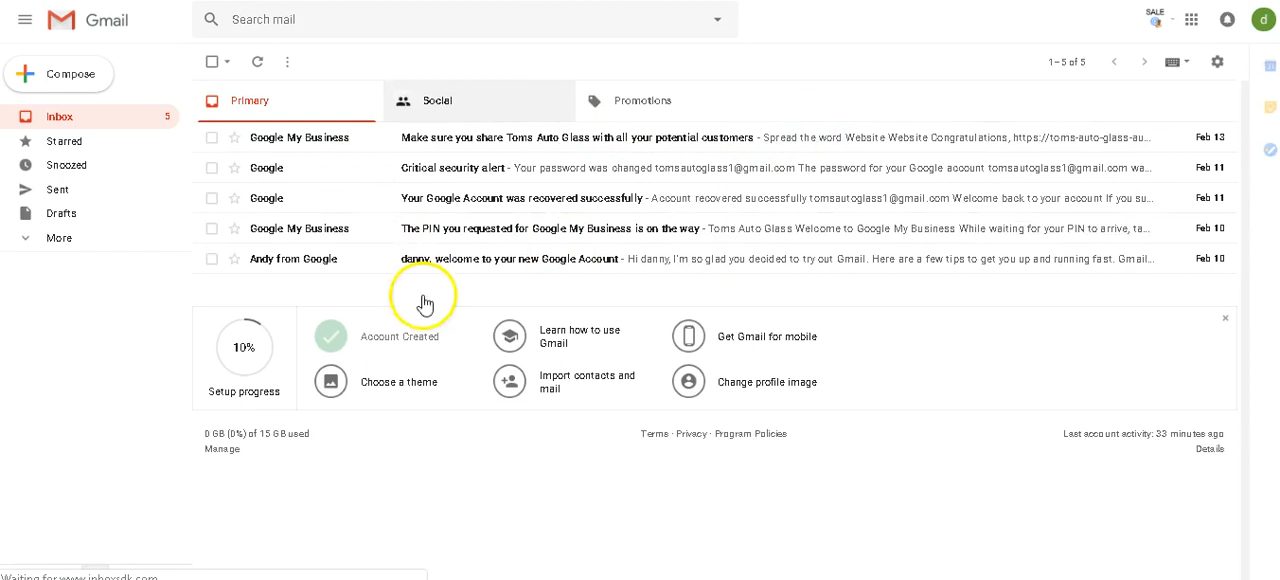 Gmail
Search mail
SALE
d
Compose
1–5 of 5
Primary
Social
Promotions
Inbox 5
Starred
Snoozed
Sent
Drafts
More
Google My Business Make sure you share Toms Auto Glass with all your potential customers - Spread the word Website Website Congratulations, https://toms-auto-glass-au... Feb 13
Google Critical security alert - Your password was changed tomsautoglass1@gmail.com The password for your Google account tomsautoglass1@gmail.com wa... Feb 11
Google Your Google Account was recovered successfully - Account recovered successfully tomsautoglass1@gmail.com Welcome back to your account If you su... Feb 11
Google My Business The PIN you requested for Google My Business is on the way - Toms Auto Glass Welcome to Google My Business While waiting for your PIN to arrive, ta... Feb 10
Andy from Google danny, welcome to your new Google Account - Hi danny, I'm so glad you decided to try out Gmail. Here are a few tips to get you up and running fast. Gmail... Feb 10
10%
Setup progress
Account Created
Learn how to use
Gmail
Get Gmail for mobile
Choose a theme
Import contacts and
mail
Change profile image
0 GB (0%) of 15 GB used
Manage
Terms · Privacy · Program Policies
Last account activity: 33 minutes ago
Details
Waiting for www.inboxsdk.com